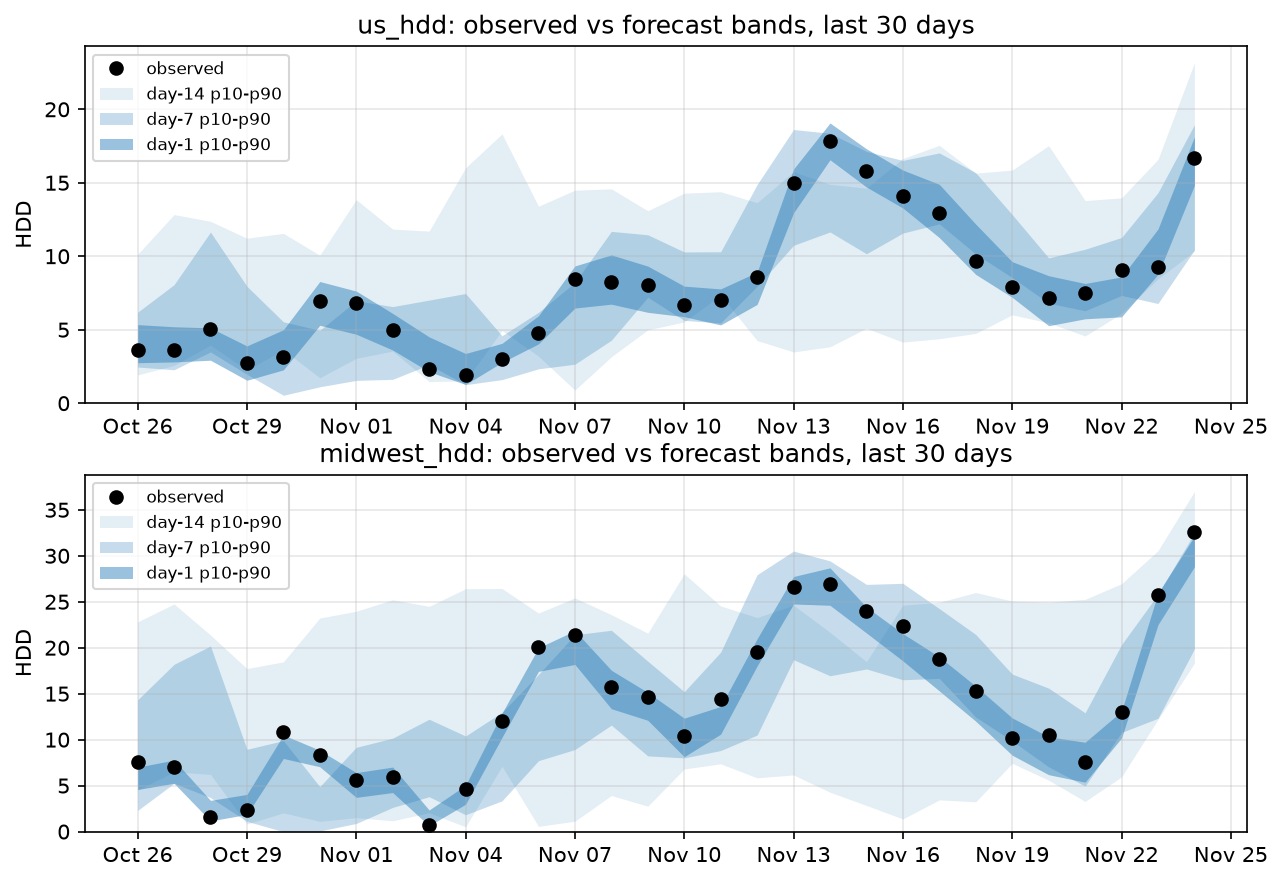 us_hdd: observed vs forecast bands, last 30 days
observed
day-14 p10-p90
day-7 p10-p90
day-1 p10-p90
HDD
20
15
10
5
0
Oct 26 Oct 29 Nov 01 Nov 04 Nov 07 Nov 10 Nov 13 Nov 16 Nov 19 Nov 22 Nov 25
midwest_hdd: observed vs forecast bands, last 30 days
observed
day-14 p10-p90
day-7 p10-p90
day-1 p10-p90
HDD
35
30
25
20
15
10
5
0
Oct 26 Oct 29 Nov 01 Nov 04 Nov 07 Nov 10 Nov 13 Nov 16 Nov 19 Nov 22 Nov 25